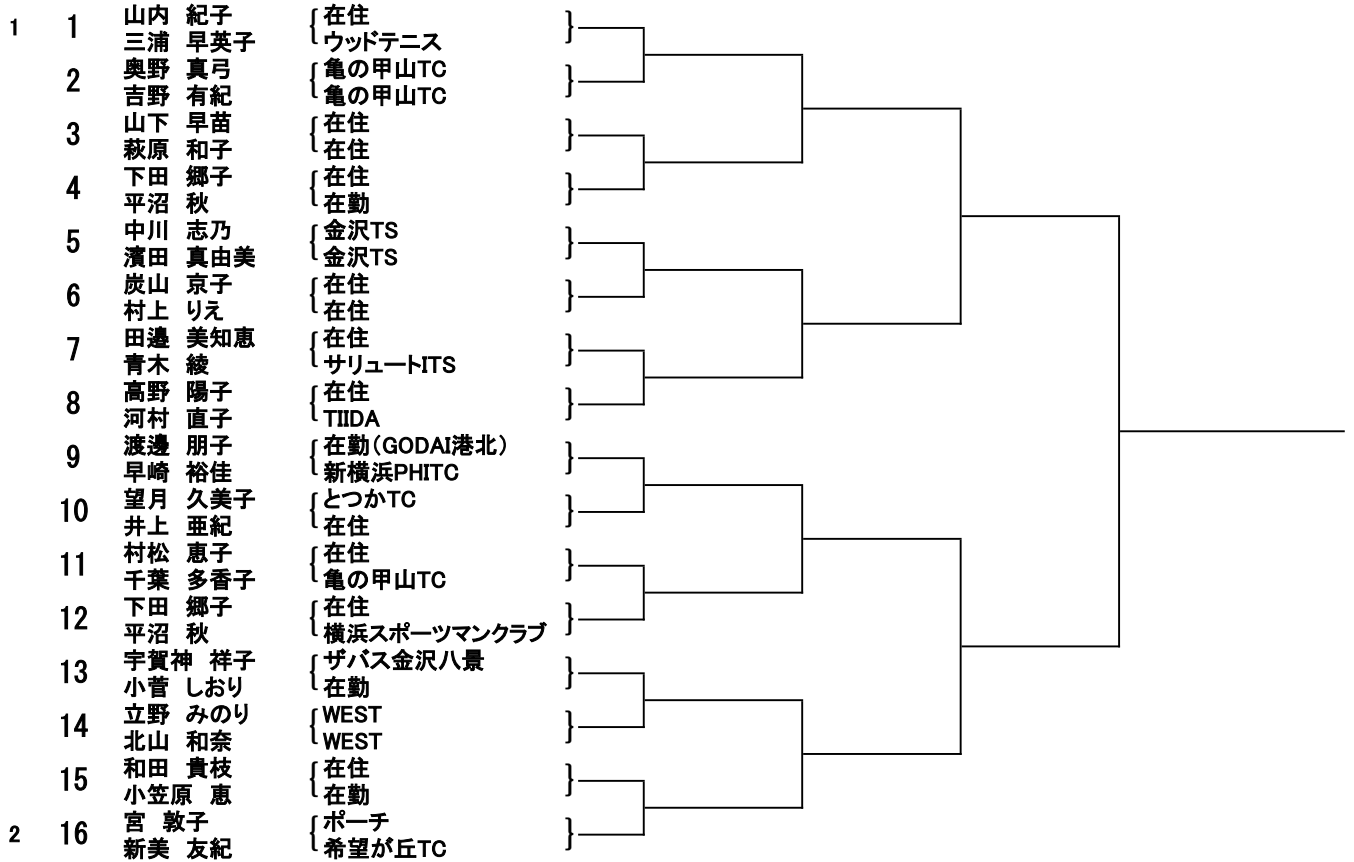 1 1 山内 紀子 在住
三浦 早英子 ウッドテニス
2 奥野 真弓 亀の甲山TC
吉野 有紀 亀の甲山TC
3 山下 早苗 在住
萩原 和子 在住
4 下田 郷子 在住
平沼 秋 在勤
5 中川 志乃 金沢TS
濱田 真由美 金沢TS
6 炭山 京子 在住
村上 りえ 在住
7 田邉 美知恵 在住
青木 綾 サリュートITS
8 高野 陽子 在住
河村 直子 TIIDA
9 渡邊 朋子 在勤（GODAI港北）
早崎 裕佳 新横浜PHITC
10 望月 久美子 とつかTC
井上 亜紀 在住
11 村松 恵子 在住
千葉 多香子 亀の甲山TC
12 下田 郷子 在住
平沼 秋 横浜スポーツマンクラブ
13 宇賀神 祥子 ザバス金沢八景
小菅 しおり 在勤
14 立野 みのり WEST
北山 和奈 WEST
15 和田 貴枝 在住
小笠原 恵 在勤
2 16 宮 敦子 ポーチ
新美 友紀 希望が丘TC